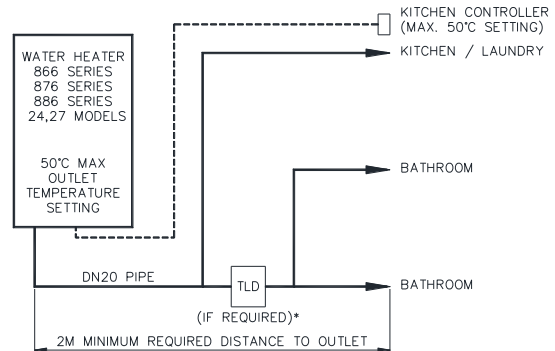 KITCHEN CONTROLLER
(MAX. 50°C SETTING)
KITCHEN / LAUNDRY
WATER HEATER
866 SERIES
876 SERIES
886 SERIES
24,27 MODELS
50°C MAX
OUTLET
TEMPERATURE
SETTING
BATHROOM
DN20 PIPE
TLD
BATHROOM
(IF REQUIRED)*
2M MINIMUM REQUIRED DISTANCE TO OUTLET